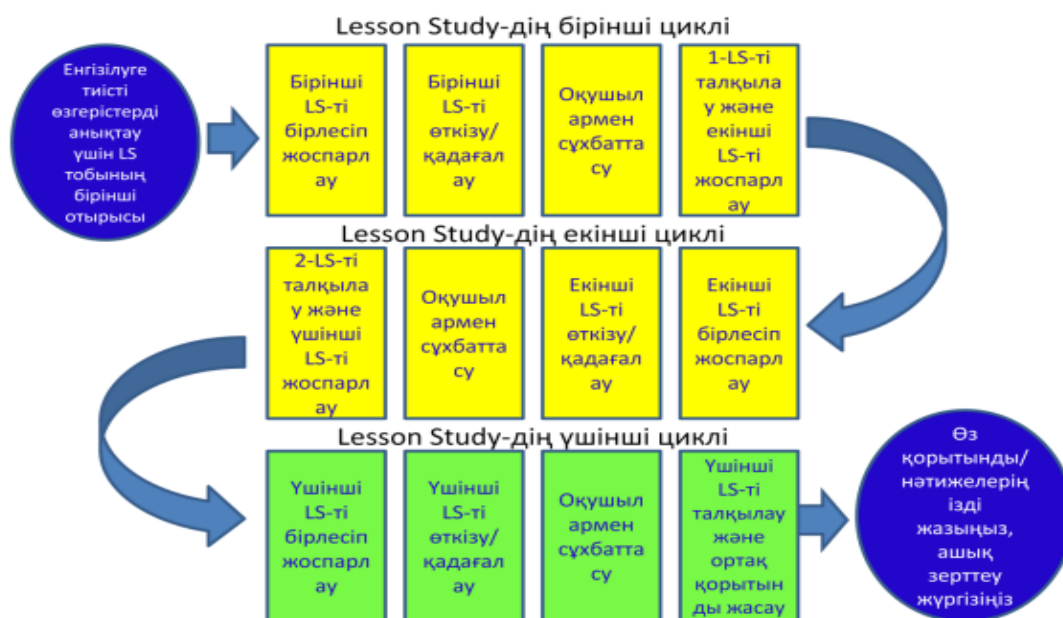 Lesson Study-дің бірінші циклі
Енгізілуге
тиісті
өзгерістерді
анықтау
үшін LS
тобының
бірінші
отырысы
Бірінші
LS-ті
бірлесіп
жоспарл
ау
Бірінші
LS-ті
өткізу/
қадағал
ау
Оқушыл
армен
сұхбатта
су
1-LS-ті
талқыла
у және
екінші
LS-ті
жоспарл
ау
Lesson Study-дің екінші циклі
2-LS-ті
талқыла
у және
үшінші
LS-ті
жоспарл
ау
Оқушыл
армен
сұхбатта
су
Екінші
LS-ті
өткізу/
қадағал
ау
Екінші
LS-ті
бірлесіп
жоспарл
ау
Lesson Study-дің үшінші циклі
Үшінші
LS-ті
бірлесіп
жоспарл
ау
Үшінші
LS-ті
өткізу/
қадағал
ау
Оқушыл
армен
сұхбатта
су
Үшінші
LS-ті
талқылау
және
ортақ
қорытын
ды жасау
Өз
қорытынды/
нәтижелерің
ізді
жазыңыз,
ашық
зерттеу
жүргізіңіз